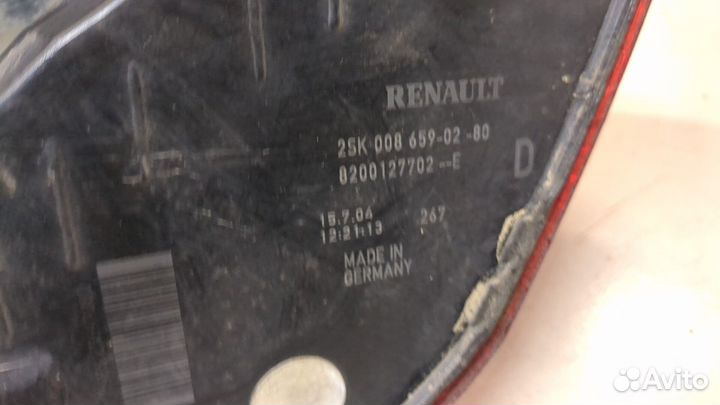 RENAULT
2SK 008 659-02-80
8200127702--E
D
15.7.04 267
12:21:13
MADE IN
GERMANY
Avito